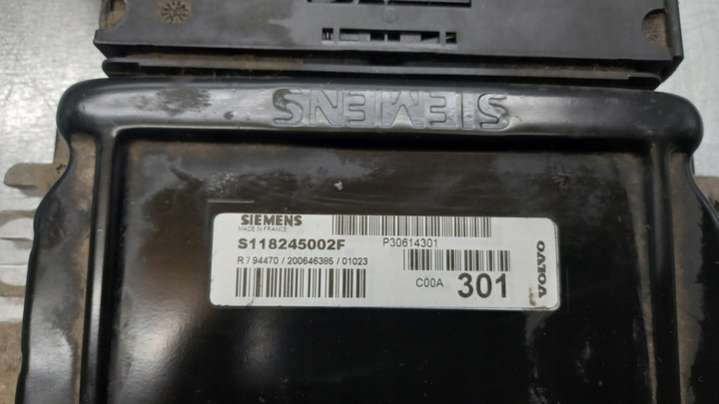 SIEMENS
SIEMENS
MADE IN FRANCE
S118245002F
P30614301
R / 94470 / 200646385 / 01023
C00A 301
VOLVO